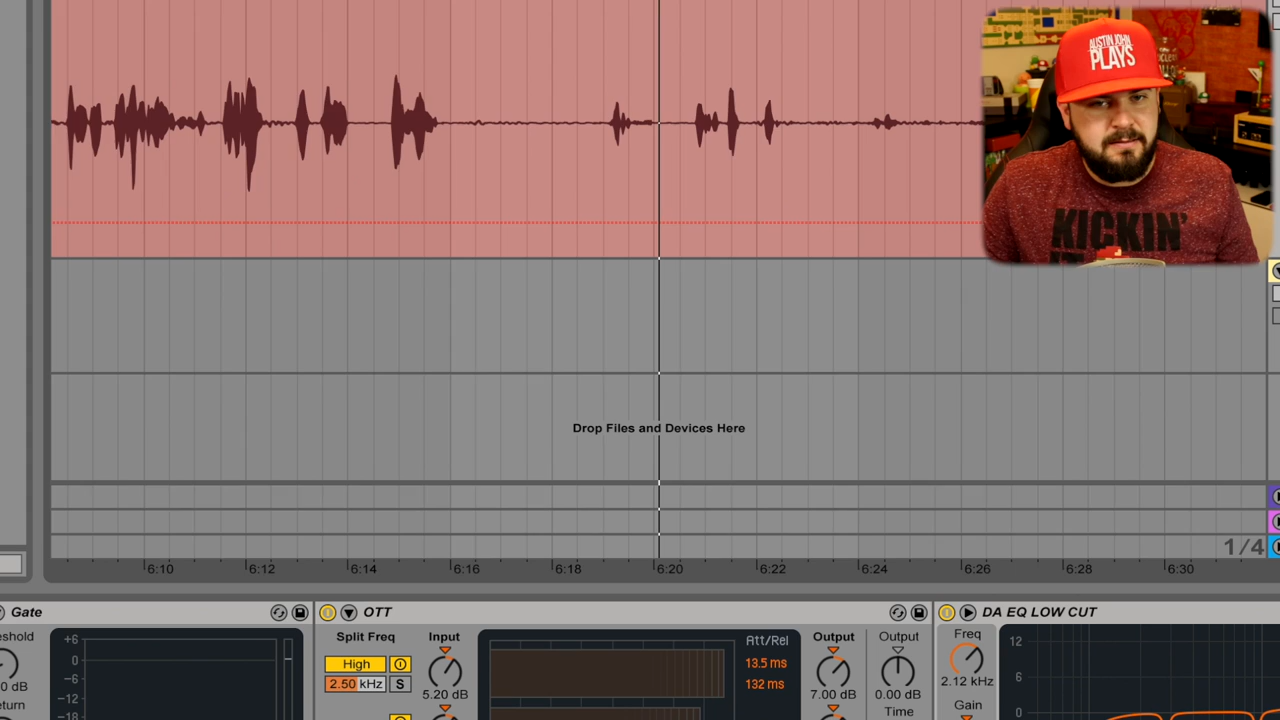 AUSTIN JOHN
PLAYS
KICKIN'
Drop Files and Devices Here
1/4
6:10
6:12
6:14
6:16
6:18
6:20
6:22
6:24
6:26
6:28
6:30
Gate
OTT
DA EQ LOW CUT
Split Freq
Input
Att/Rel
Output
Output
Freq
+6
0
-6
-12
-18
High
2.50 kHz
S
5.20 dB
13.5 ms
132 ms
7.00 dB
0.00 dB
Time
2.12 kHz
Gain
12
6
0